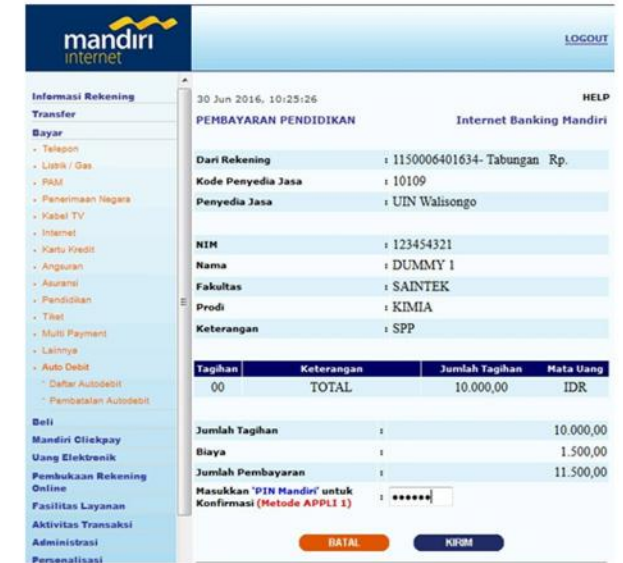 mandiri
internet
LOGOUT
Informasi Rekening
Transfer
Bayar
Telepon
Listrik / Gas
PAM
Penerimaan Negara
Kabel TV
Internet
Kartu Kredit
Angsuran
Asuransi
Pendidikan
Tiket
Multi Payment
Lainnya
Auto Debit
Daftar Autodebit
Pembatalan Autodebit
Beli
Mandiri Clickpay
Uang Elektronik
Pembukaan Rekening
Online
Fasilitas Layanan
Aktivitas Transaksi
Administrasi
Personalisasi
30 Jun 2016, 10:25:26 HELP
PEMBAYARAN PENDIDIKAN Internet Banking Mandiri
Dari Rekening : 1150006401634- Tabungan Rp.
Kode Penyedia Jasa : 10109
Penyedia Jasa : UIN Walisongo
NIM : 123454321
Nama : DUMMY 1
Fakultas : SAINTEK
Prodi : KIMIA
Keterangan : SPP
Tagihan Keterangan Jumlah Tagihan Mata Uang
00 TOTAL 10.000,00 IDR
Jumlah Tagihan : 10.000,00
Biaya : 1.500,00
Jumlah Pembayaran : 11.500,00
Masukkan 'PIN Mandiri' untuk
Konfirmasi (Metode APPLI 1) : ••••••
BATAL KIRIM